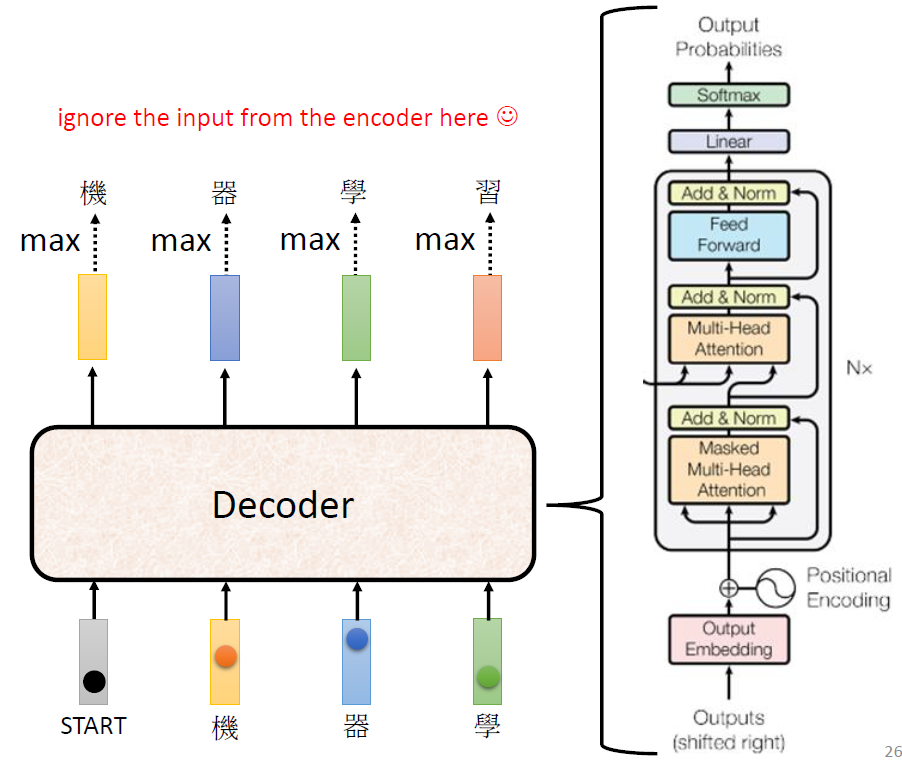 ignore the input from the encoder here ☺
機 器 學 習
max max max max
Decoder
START 機 器 學
Output
Probabilities
Softmax
Linear
Add & Norm
Feed
Forward
Add & Norm
Multi-Head
Attention
N×
Add & Norm
Masked
Multi-Head
Attention
Positional
Encoding
Output
Embedding
Outputs
(shifted right)
26